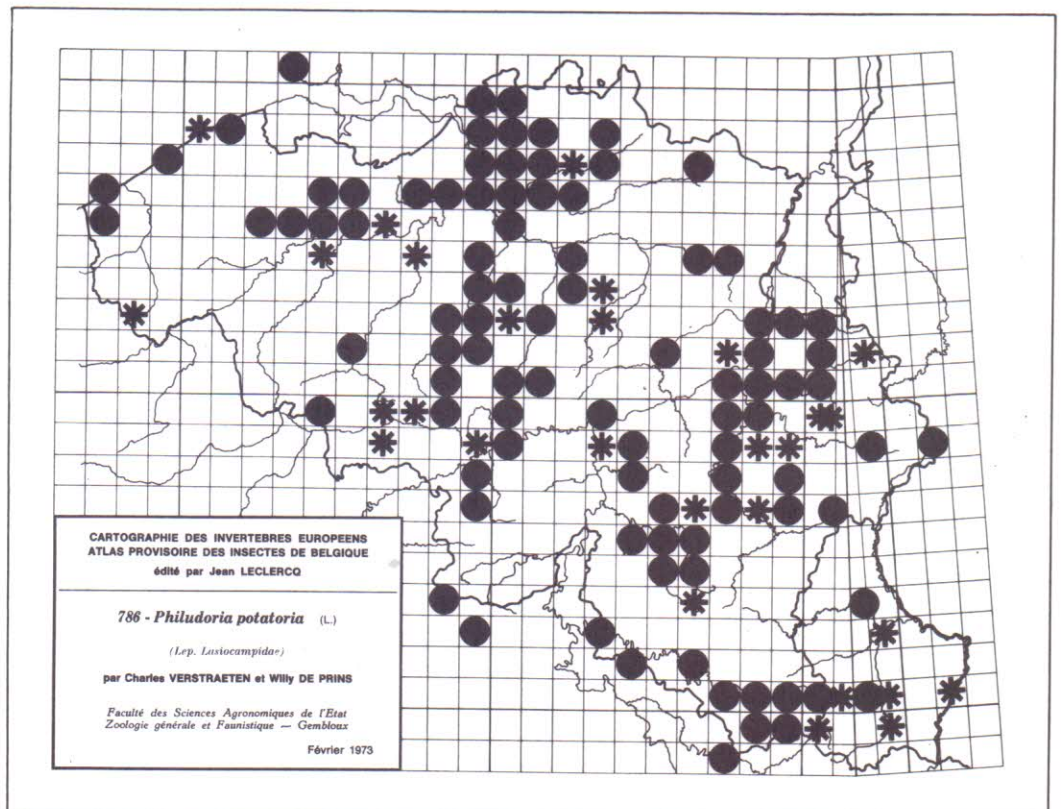 CARTOGRAPHIE DES INVERTEBRES EUROPEENS
ATLAS PROVISOIRE DES INSECTES DE BELGIQUE
édité par Jean LECLERCQ
786 - Philudoria potatoria (L.)
(Lep. Lasiocampidae)
par Charles VERSTRAETEN et Willy DE PRINS
Faculté des Sciences Agronomiques de l'Etat
Zoologie générale et Faunistique — Gembloux
Février 1973